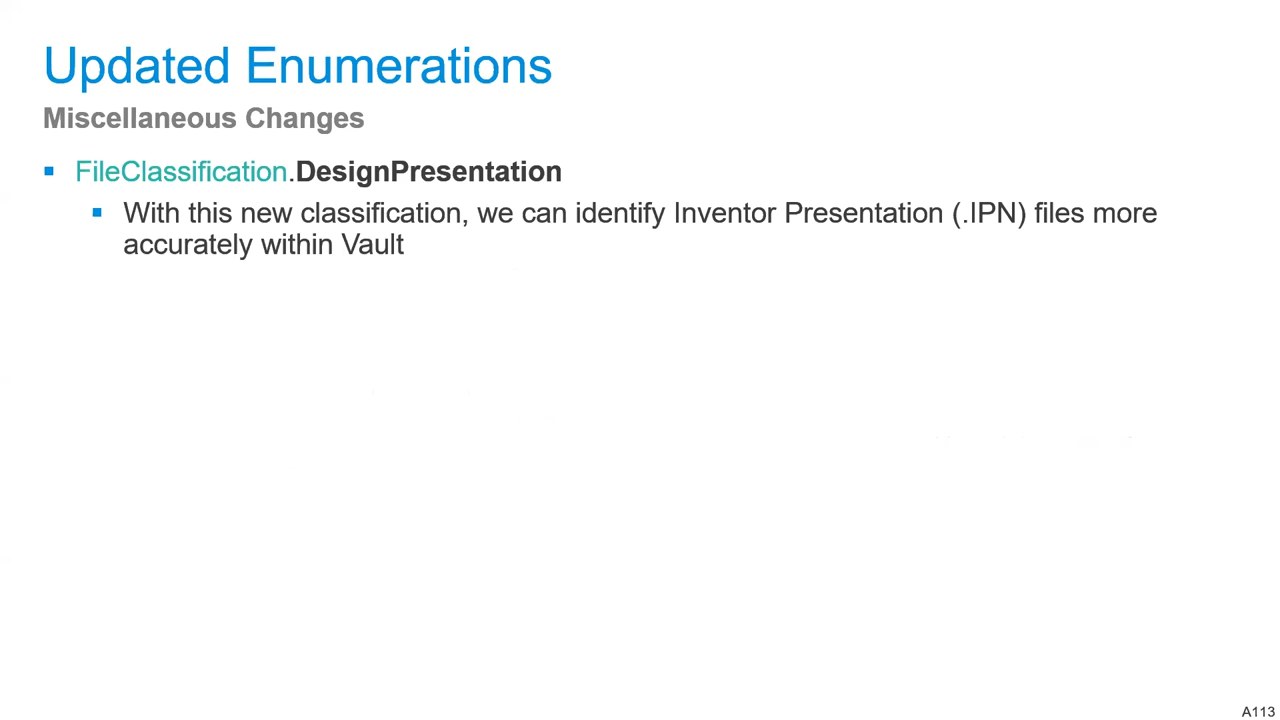 Updated Enumerations
Miscellaneous Changes
▪ FileClassification.DesignPresentation
▪ With this new classification, we can identify Inventor Presentation (.IPN) files more
accurately within Vault
A113